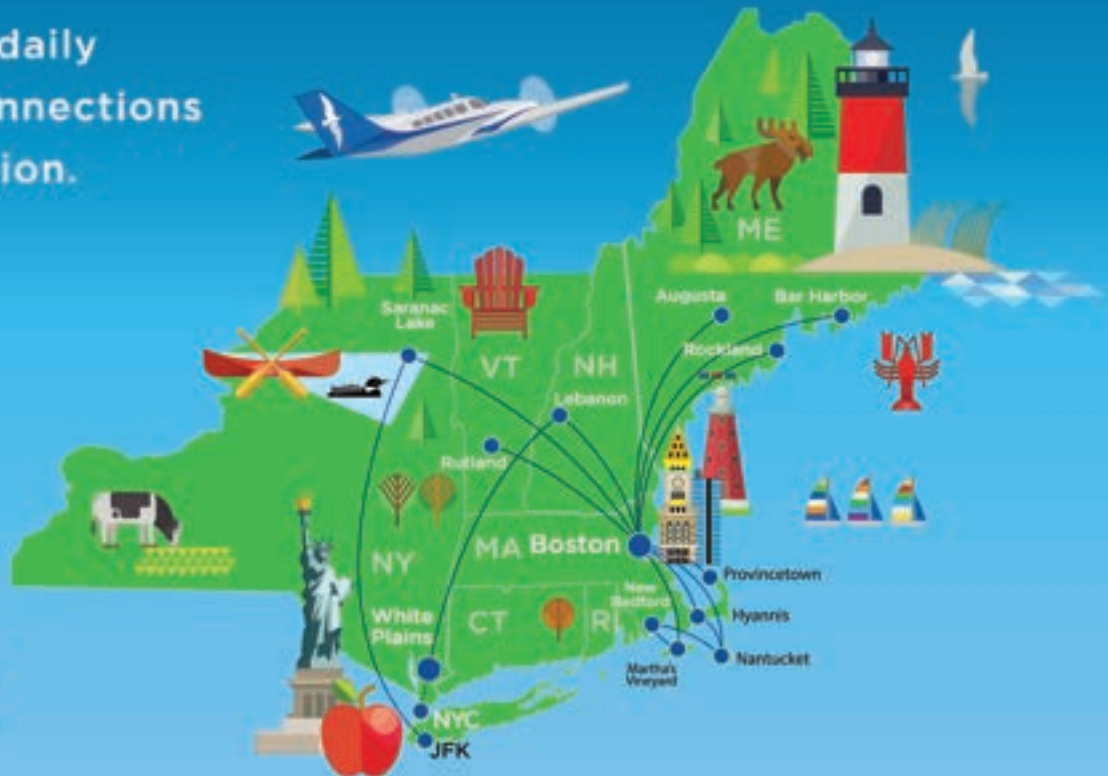 daily
nnections
ion.
ME
Saranac
Lake
Augusta
Bar Harbor
VT
NH
Rockland
Lebanon
Rutland
NY
MA
Boston
Provincetown
New
Bedford
Hyannis
White
Plains
CT
RI
Nantucket
Martha's
Vineyard
NYC
JFK